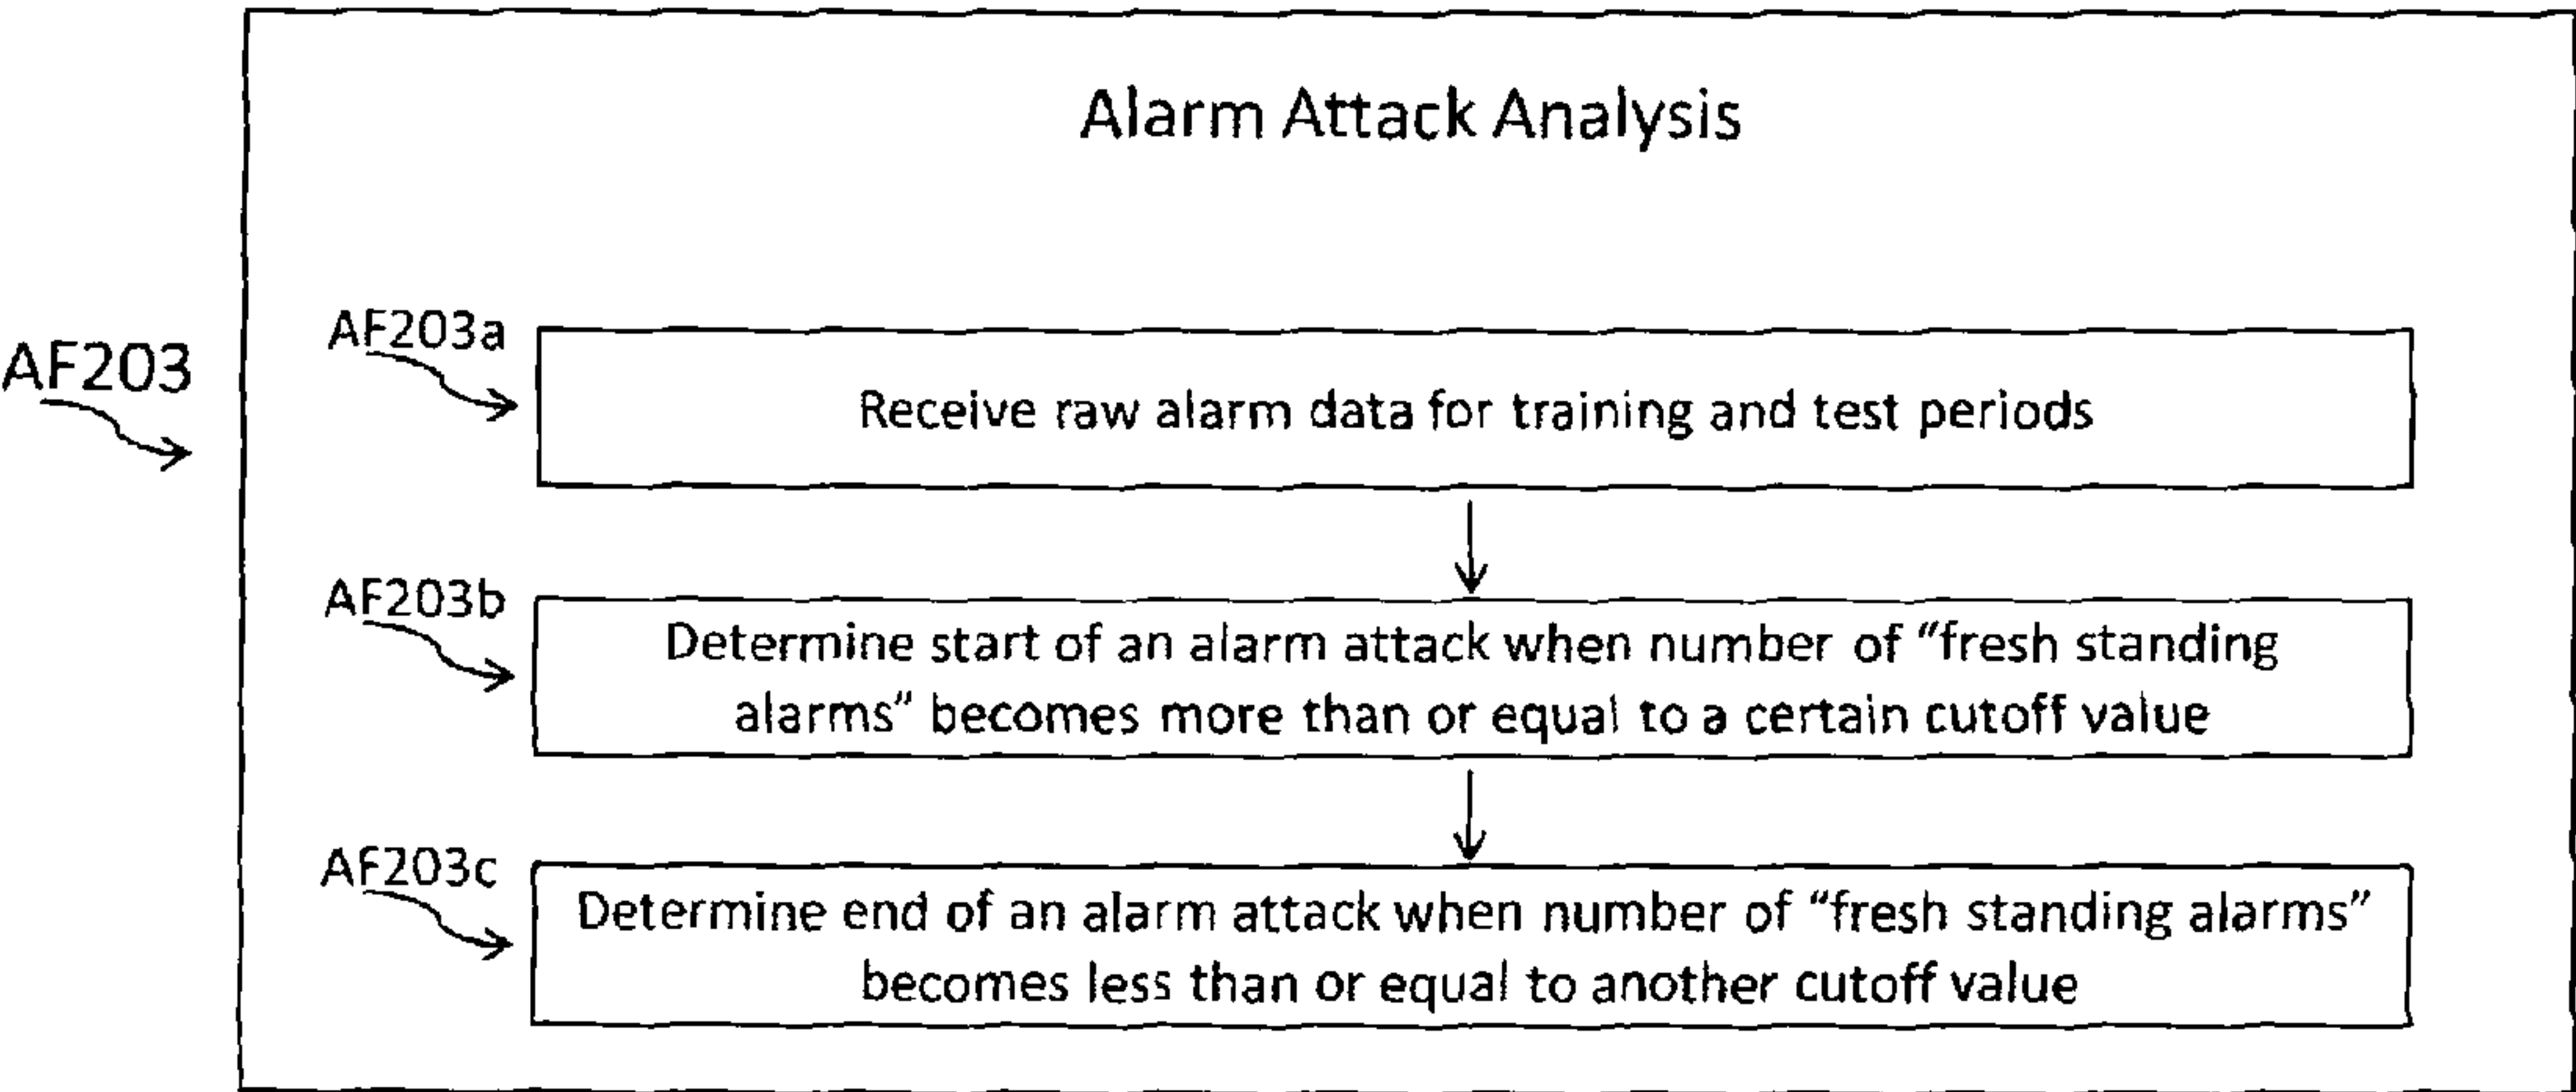 Alarm Attack Analysis
AF203
AF203a
Receive raw alarm data for training and test periods
AF203b
Determine start of an alarm attack when number of “fresh standing
alarms” becomes more than or equal to a certain cutoff value
AF203c
Determine end of an alarm attack when number of “fresh standing alarms”
becomes less than or equal to another cutoff value